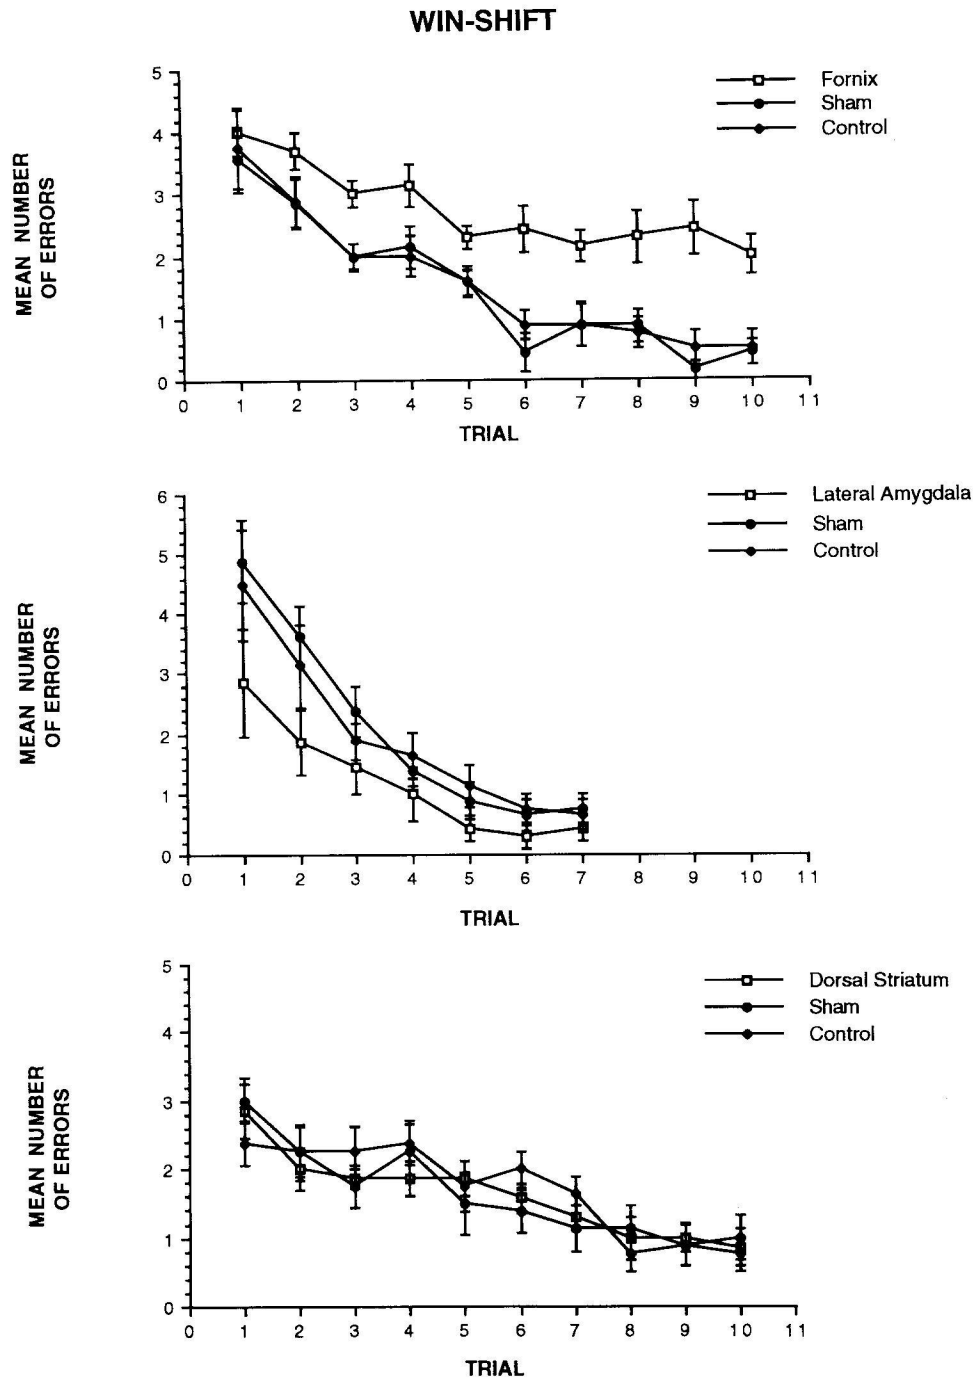 WIN-SHIFT
MEAN NUMBER
OF ERRORS
5
4
3
2
1
0
0 1 2 3 4 5 6 7 8 9 10 11
TRIAL
Fornix
Sham
Control
MEAN NUMBER
OF ERRORS
6
5
4
3
2
1
0
0 1 2 3 4 5 6 7 8 9 10 11
TRIAL
Lateral Amygdala
Sham
Control
MEAN NUMBER
OF ERRORS
5
4
3
2
1
0
0 1 2 3 4 5 6 7 8 9 10 11
TRIAL
Dorsal Striatum
Sham
Control